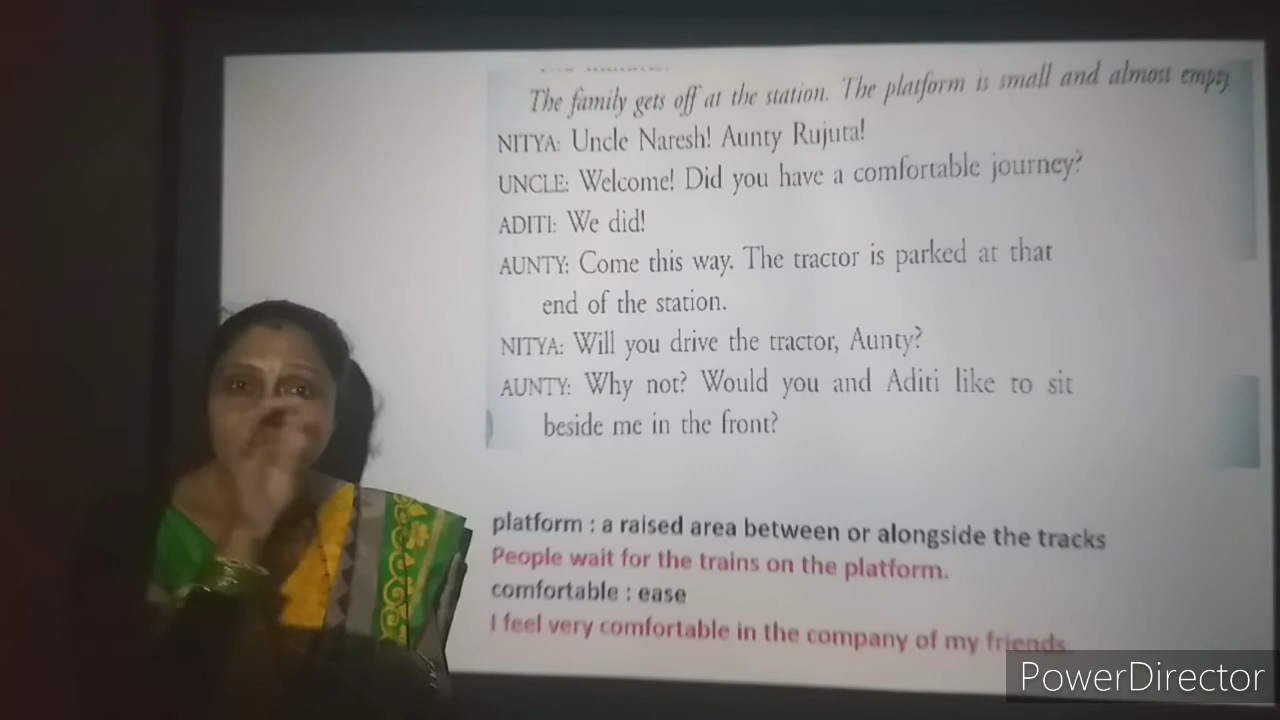 The family gets off at the station. The platform is small and almost empty
NITYA: Uncle Naresh! Aunty Rujuta!
UNCLE: Welcome! Did you have a comfortable journey?
ADITI: We did!
AUNTY: Come this way. The tractor is parked at that
end of the station.
NITYA: Will you drive the tractor, Aunty?
AUNTY: Why not? Would you and Aditi like to sit
beside me in the front?
platform : a raised area between or alongside the tracks
People wait for the trains on the platform.
comfortable : ease
I feel very comfortable in the company of my friends.
PowerDirector